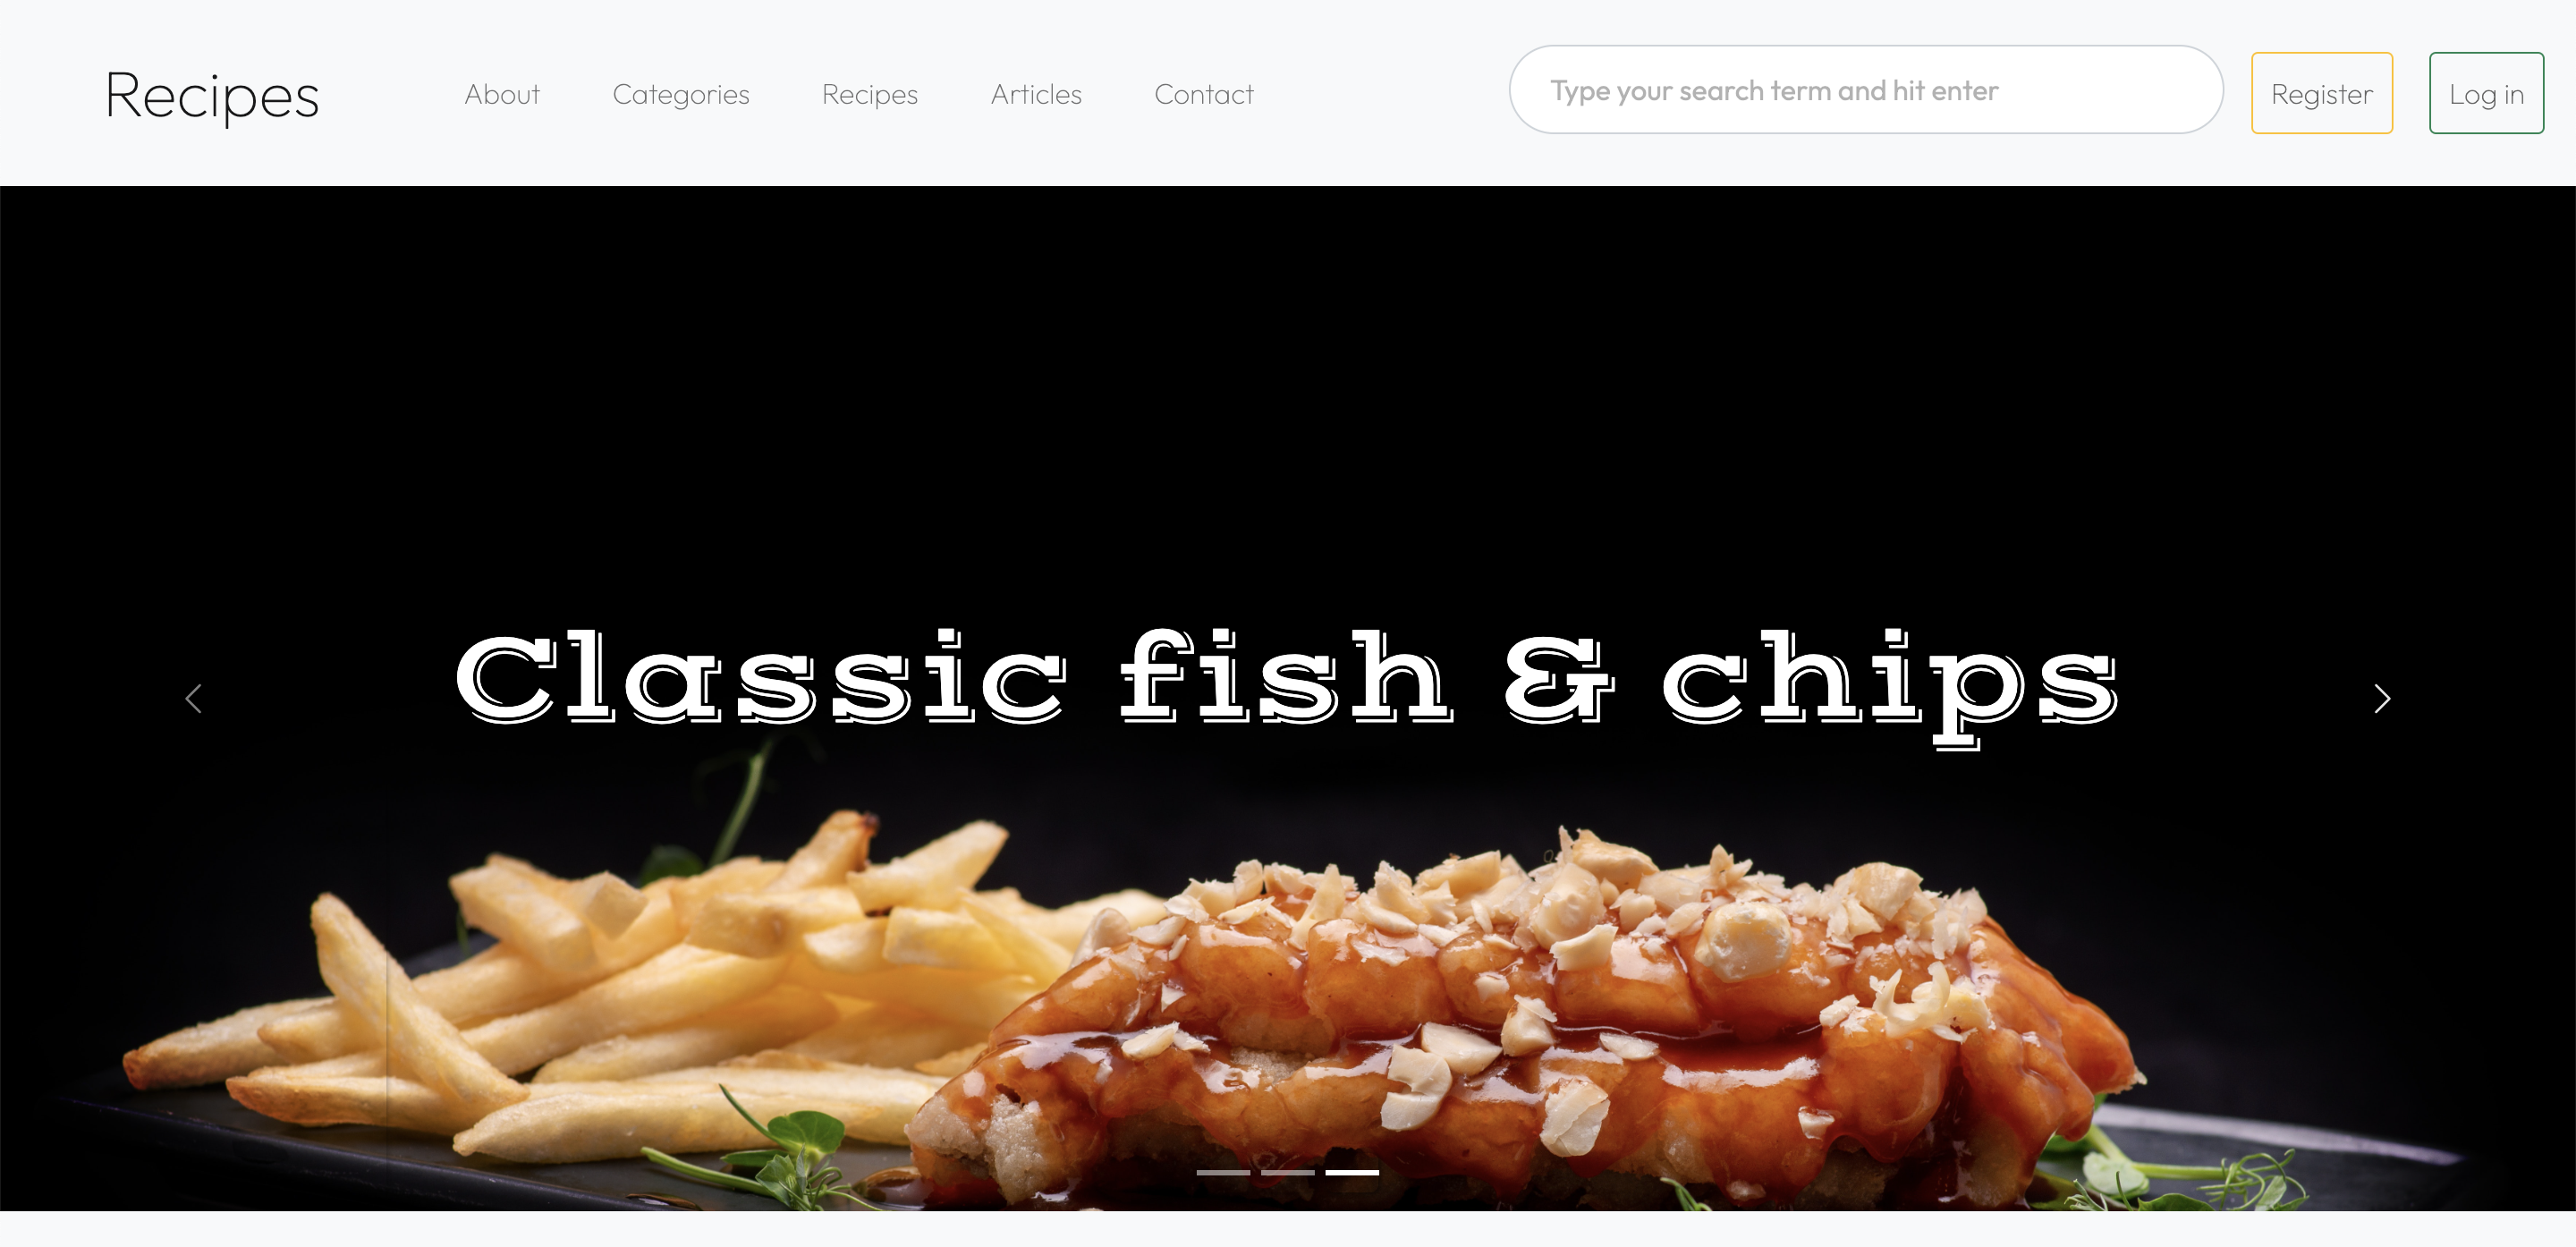 Recipes
About
Categories
Recipes
Articles
Contact
Type your search term and hit enter
Register
Log in
Classic fish & chips